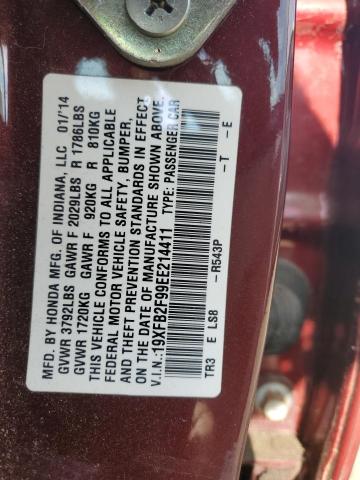 MFD. BY HONDA MFG. OF INDIANA, LLC 01/14
GVWR 3792LBS GAWR F 2029LBS R 1786LBS
GVWR 1720KG GAWR F 920KG R 810KG
THIS VEHICLE CONFORMS TO ALL APPLICABLE
FEDERAL MOTOR VEHICLE SAFETY, BUMPER,
AND THEFT PREVENTION STANDARDS IN EFFECT
ON THE DATE OF MANUFACTURE SHOWN ABOVE.
V.I.N.:19XFB2F99EE214411 TYPE: PASSENGER CAR
-R543P -T -E
TR3 E LS8